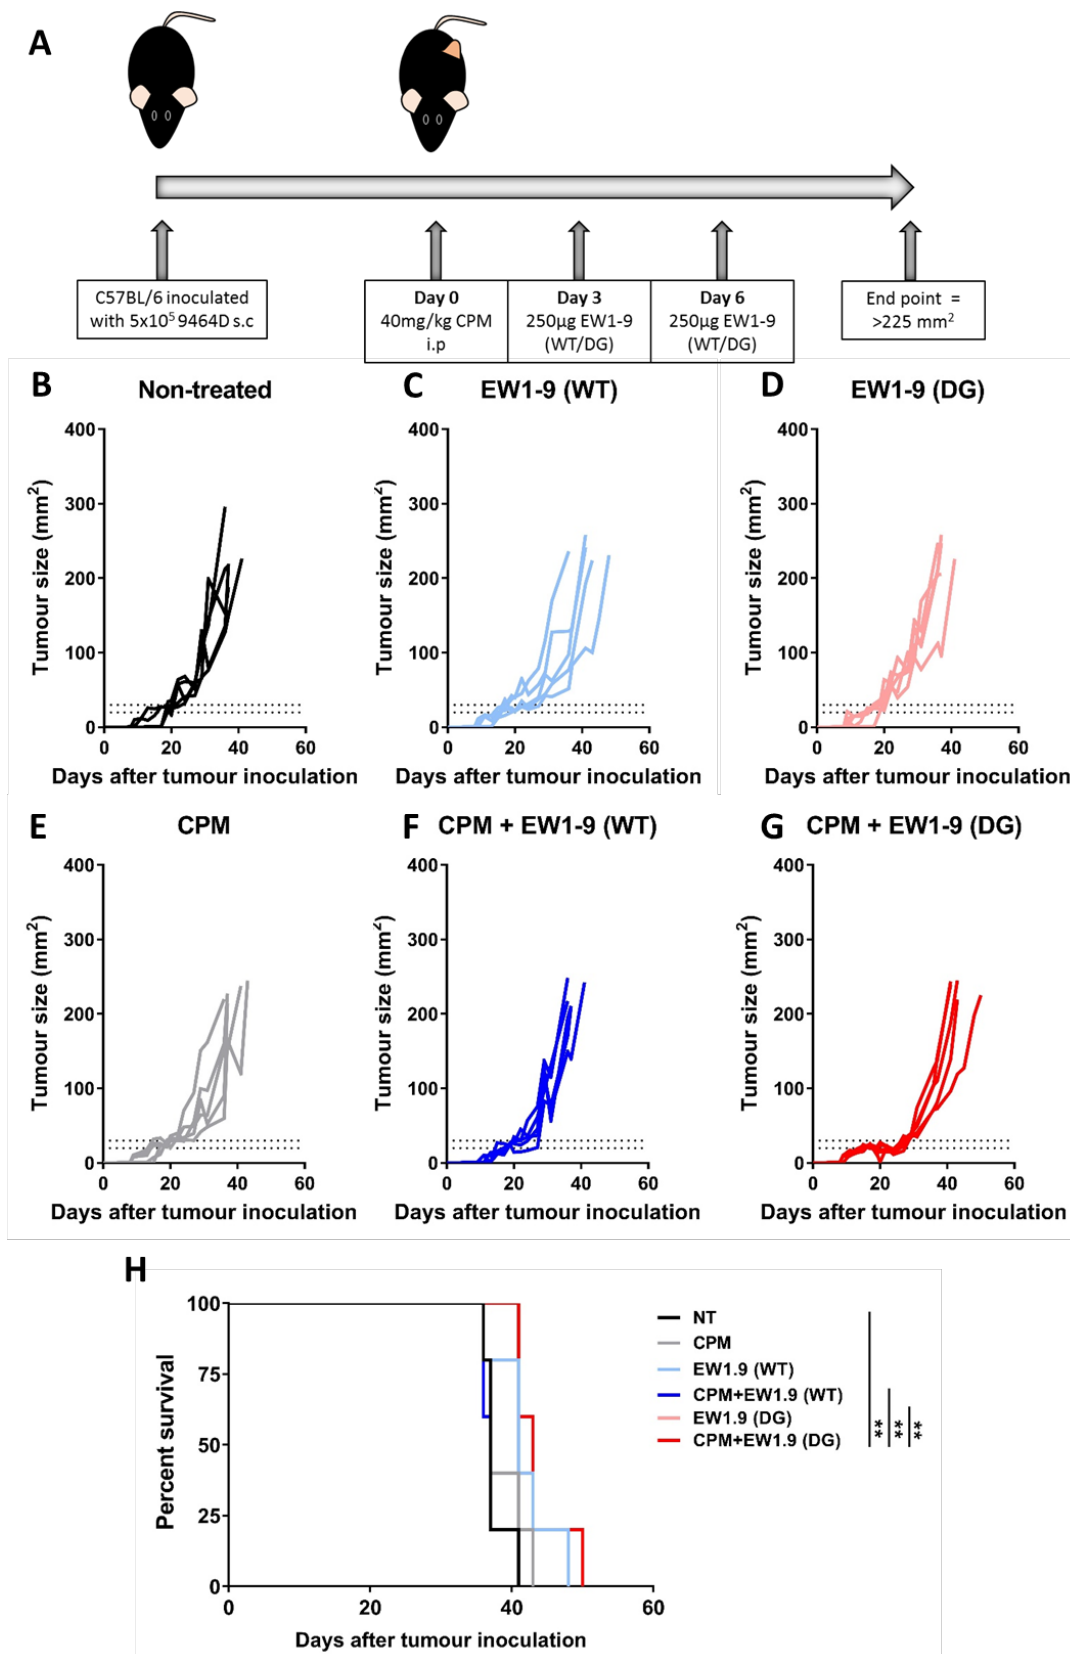 A
C57BL/6 inoculated
with 5x10⁵ 9464D s.c
Day 0
40mg/kg CPM
i.p
Day 3
250µg EW1-9
(WT/DG)
Day 6
250µg EW1-9
(WT/DG)
End point =
>225 mm²
B
Non-treated
Tumour size (mm²)
400
300
200
100
0
0 20 40 60
Days after tumour inoculation
C
EW1-9 (WT)
Tumour size (mm²)
400
300
200
100
0
0 20 40 60
Days after tumour inoculation
D
EW1-9 (DG)
Tumour size (mm²)
400
300
200
100
0
0 20 40 60
Days after tumour inoculation
E
CPM
Tumour size (mm²)
400
300
200
100
0
0 20 40 60
Days after tumour inoculation
F
CPM + EW1-9 (WT)
Tumour size (mm²)
400
300
200
100
0
0 20 40 60
Days after tumour inoculation
G
CPM + EW1-9 (DG)
Tumour size (mm²)
400
300
200
100
0
0 20 40 60
Days after tumour inoculation
H
Percent survival
100
75
50
25
0
0 20 40 60
Days after tumour inoculation
NT
CPM
EW1.9 (WT)
CPM+EW1.9 (WT)
EW1.9 (DG)
CPM+EW1.9 (DG)
**
**
**